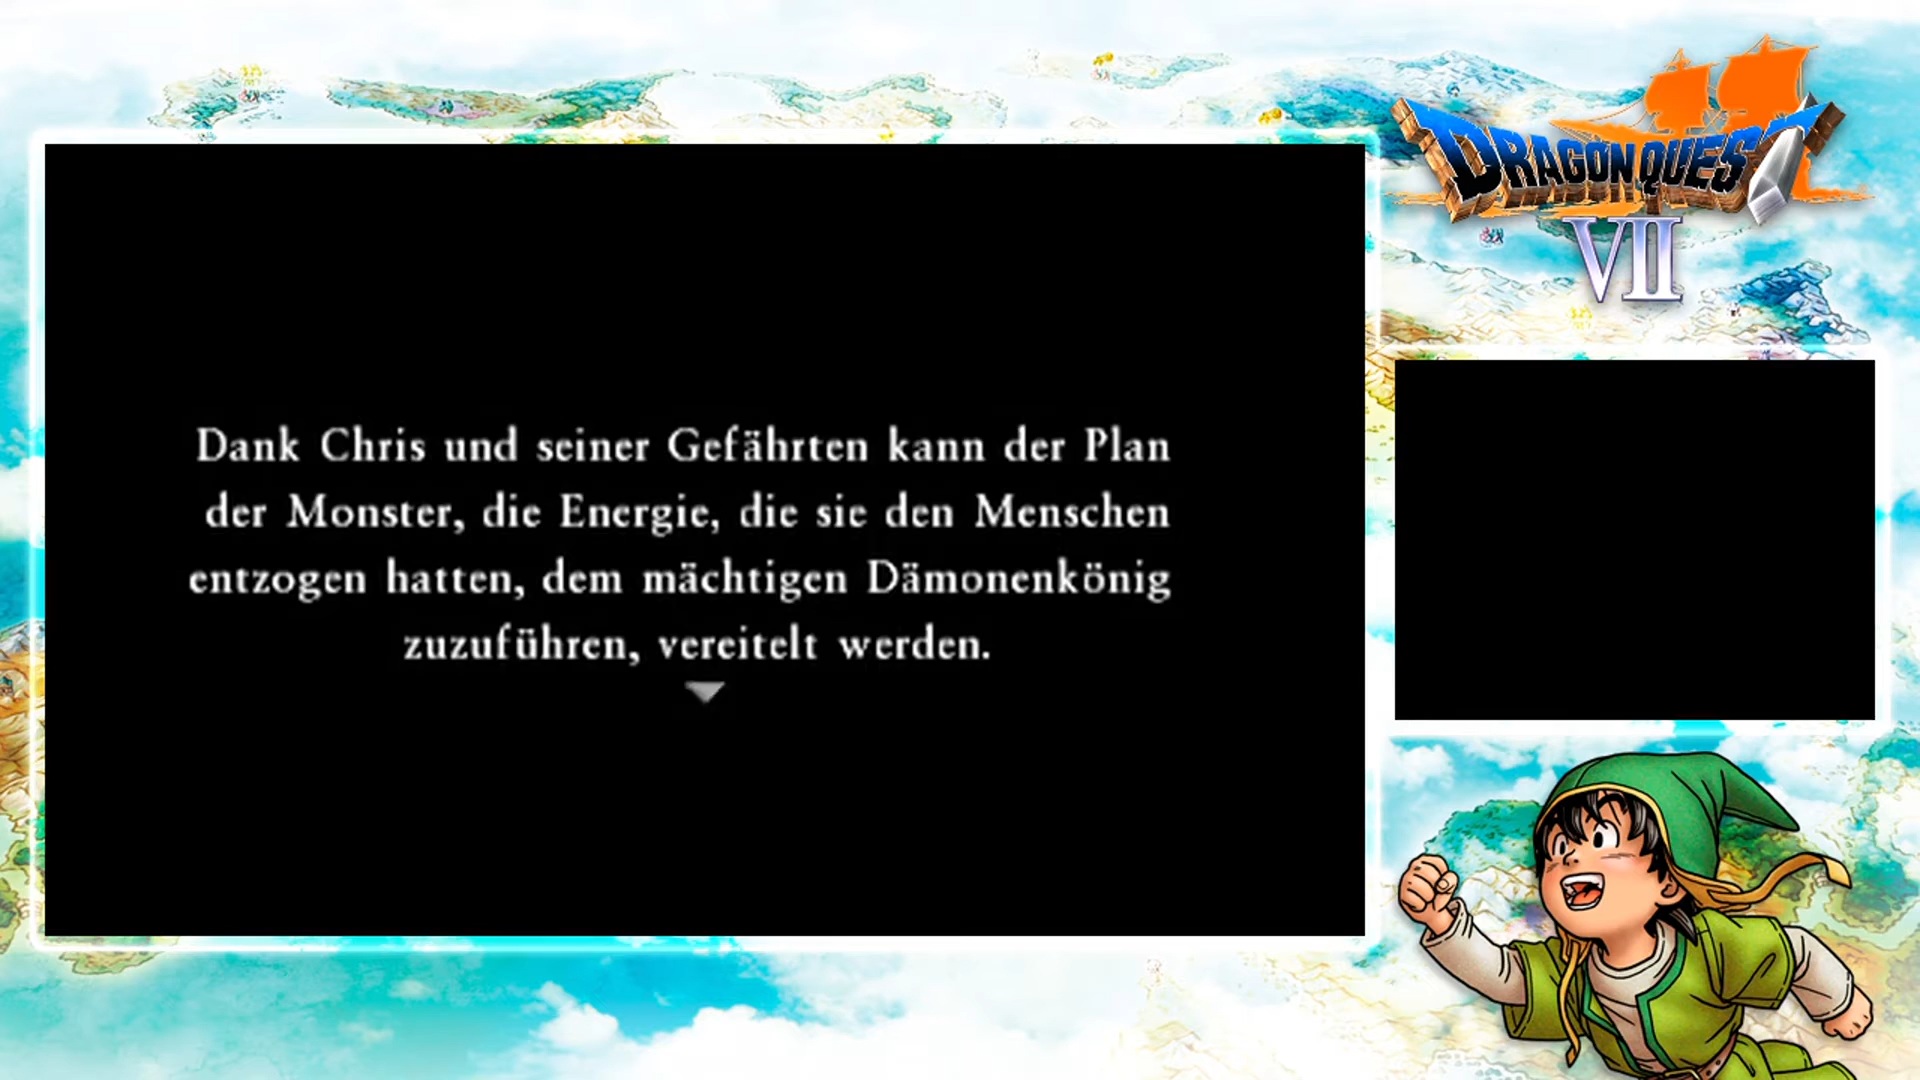 DRAGON QUEST
VII
Dank Chris und seiner Gefährten kann der Plan
der Monster, die Energie, die sie den Menschen
entzogen hatten, dem mächtigen Dämonenkönig
zuzuführen, vereitelt werden.